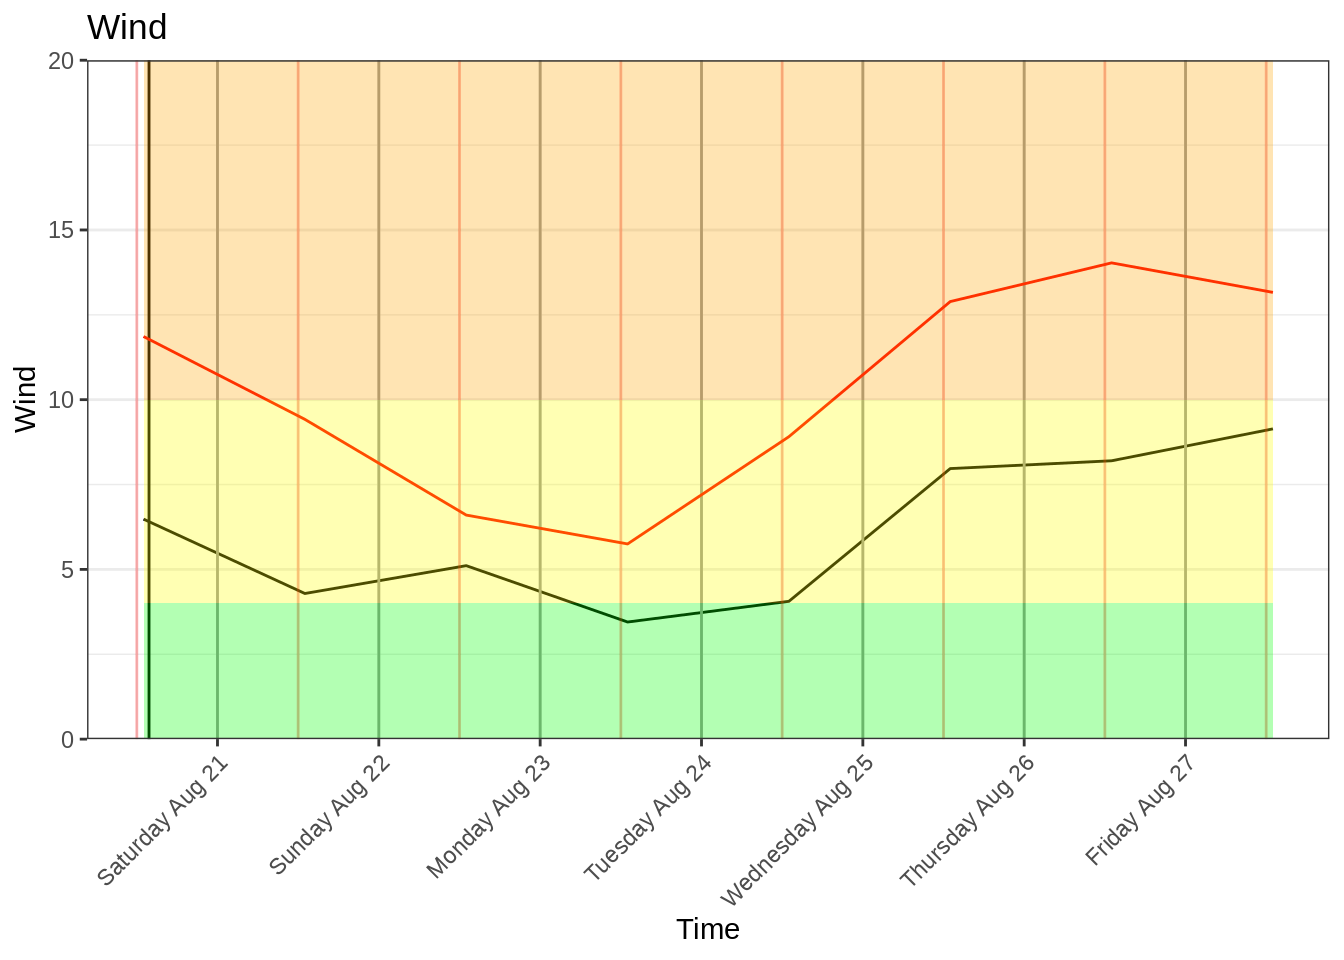 Wind
20
15
10
5
0
Wind
Saturday Aug 21
Sunday Aug 22
Monday Aug 23
Tuesday Aug 24
Wednesday Aug 25
Thursday Aug 26
Friday Aug 27
Time